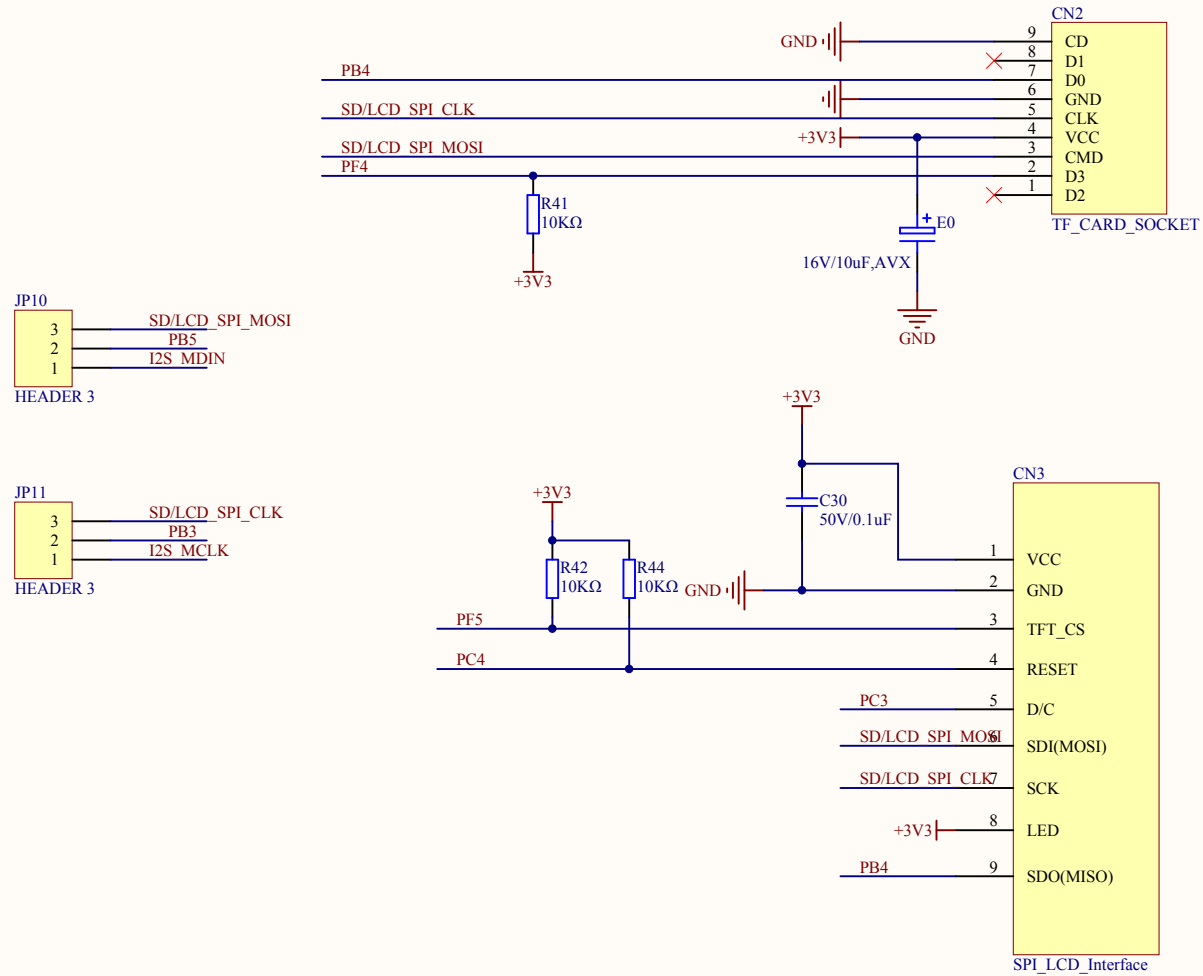 CN2
GND
9 CD
8 D1
PB4 7 D0
6 GND
SD/LCD_SPI_CLK 5 CLK
+3V3 4 VCC
SD/LCD_SPI_MOSI 3 CMD
PF4 2 D3
1 D2
TF_CARD_SOCKET
R41
10KΩ
+3V3
+ E0
16V/10uF,AVX
GND
JP10
3 SD/LCD_SPI_MOSI
2 PB5
1 I2S_MDIN
HEADER 3
JP11
3 SD/LCD_SPI_CLK
2 PB3
1 I2S_MCLK
HEADER 3
+3V3
C30
50V/0.1uF
+3V3
R42
10KΩ
R44
10KΩ
GND
CN3
1 VCC
2 GND
PF5 3 TFT_CS
PC4 4 RESET
PC3 5 D/C
SD/LCD_SPI_MOSI 6 SDI(MOSI)
SD/LCD_SPI_CLK 7 SCK
+3V3 8 LED
PB4 9 SDO(MISO)
SPI_LCD_Interface